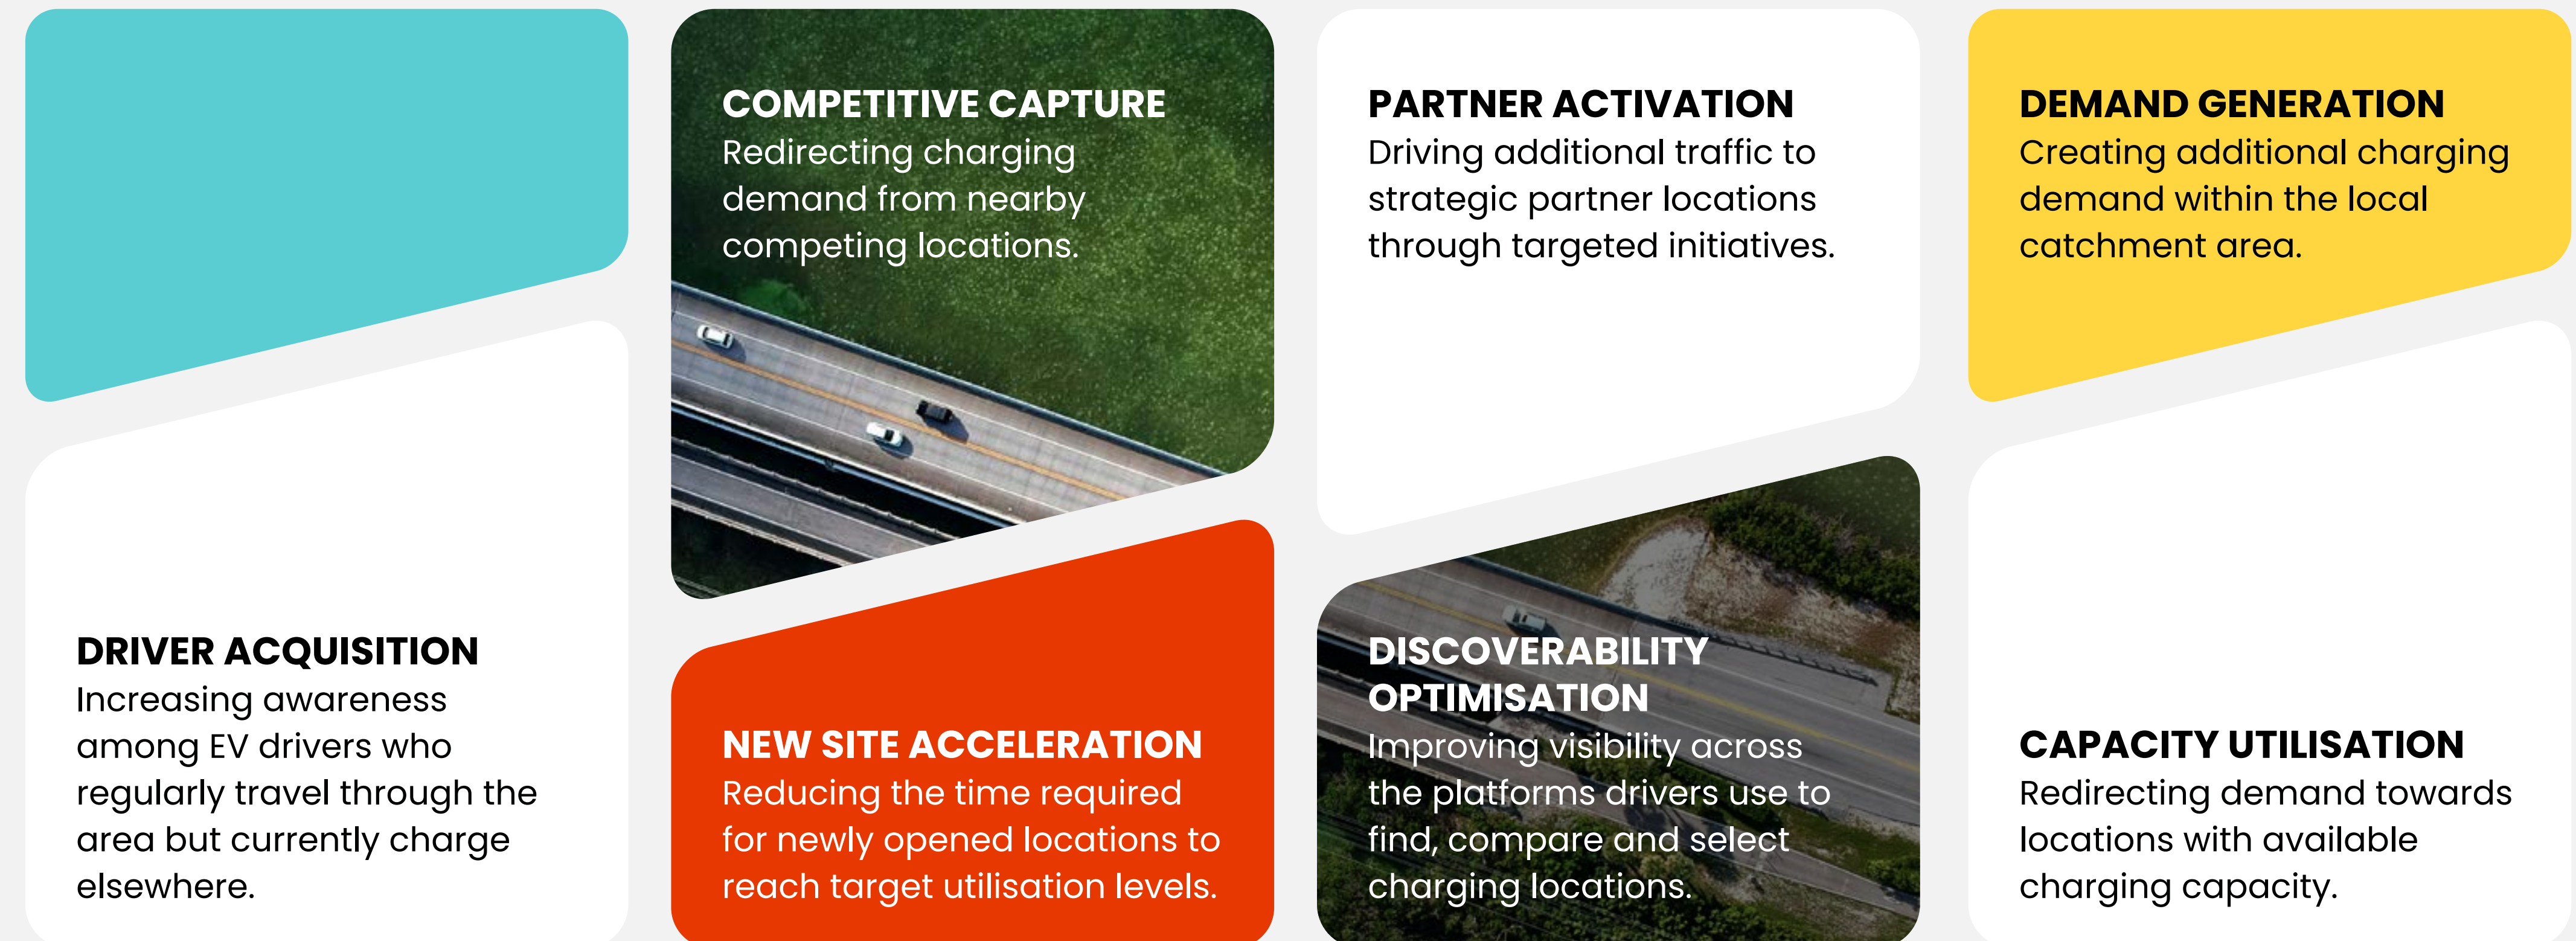 COMPETITIVE CAPTURE
Redirecting charging
demand from nearby
competing locations.
PARTNER ACTIVATION
Driving additional traffic to
strategic partner locations
through targeted initiatives.
DEMAND GENERATION
Creating additional charging
demand within the local
catchment area.
DRIVER ACQUISITION
Increasing awareness
among EV drivers who
regularly travel through the
area but currently charge
elsewhere.
NEW SITE ACCELERATION
Reducing the time required
for newly opened locations to
reach target utilisation levels.
DISCOVERABILITY
OPTIMISATION
Improving visibility across
the platforms drivers use to
find, compare and select
charging locations.
CAPACITY UTILISATION
Redirecting demand towards
locations with available
charging capacity.